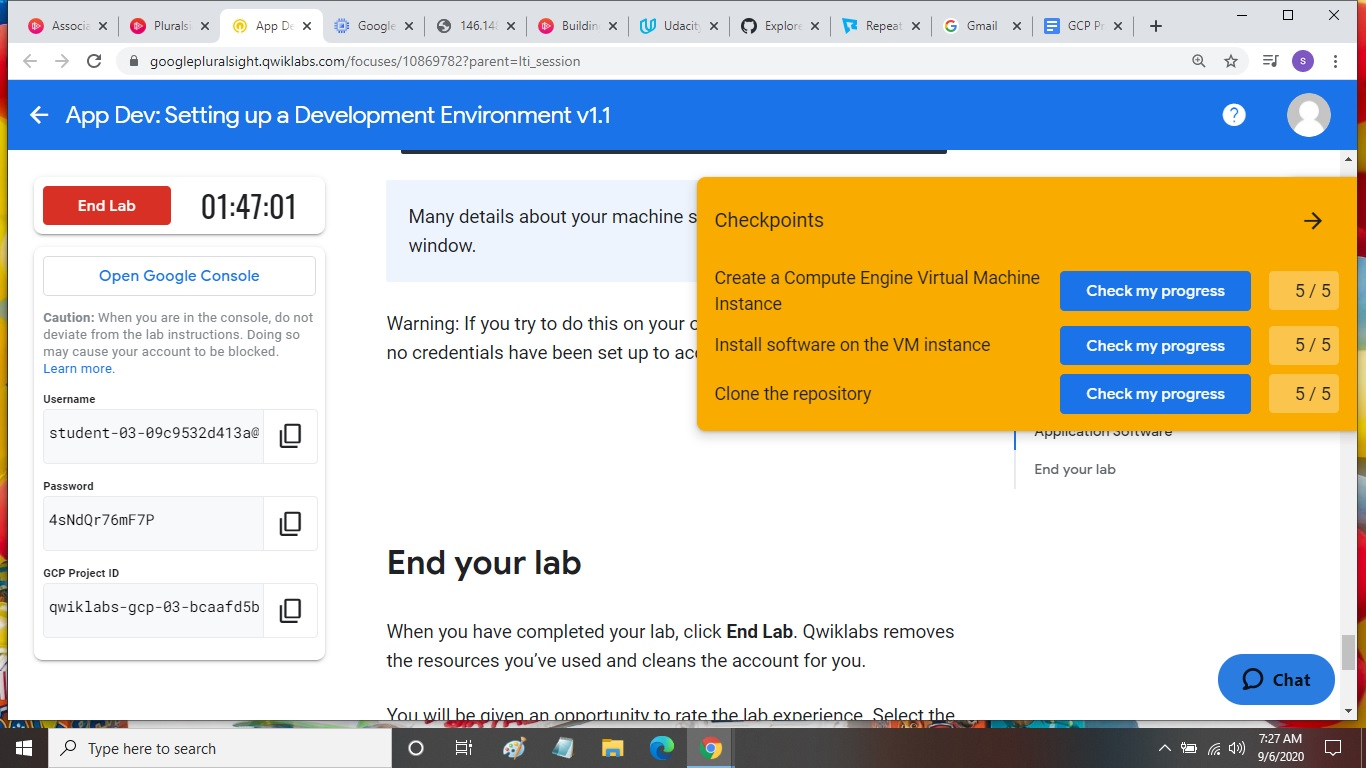 Associa
Pluralsi
App De
Google
146.148
Building
Udacity
Explore
Repeat
Gmail
GCP Pr
googlepluralsight.qwiklabs.com/focuses/10869782?parent=lti_session
S
App Dev: Setting up a Development Environment v1.1
?
End Lab
01:47:01
Open Google Console
Caution: When you are in the console, do not
deviate from the lab instructions. Doing so
may cause your account to be blocked.
Learn more.
Username
student-03-09c9532d413a@
Password
4sNdQr76mF7P
GCP Project ID
qwiklabs-gcp-03-bcaafd5b
Many details about your machine s
window.
Warning: If you try to do this on your
no credentials have been set up to
Checkpoints
Create a Compute Engine Virtual Machine
Instance
Check my progress
5 / 5
Install software on the VM instance
Check my progress
5 / 5
Clone the repository
Check my progress
5 / 5
Application Software
End your lab
End your lab
When you have completed your lab, click End Lab. Qwiklabs removes
the resources you’ve used and cleans the account for you.
You will be given an opportunity to rate the lab experience. Select the
Chat
Type here to search
7:27 AM
9/6/2020